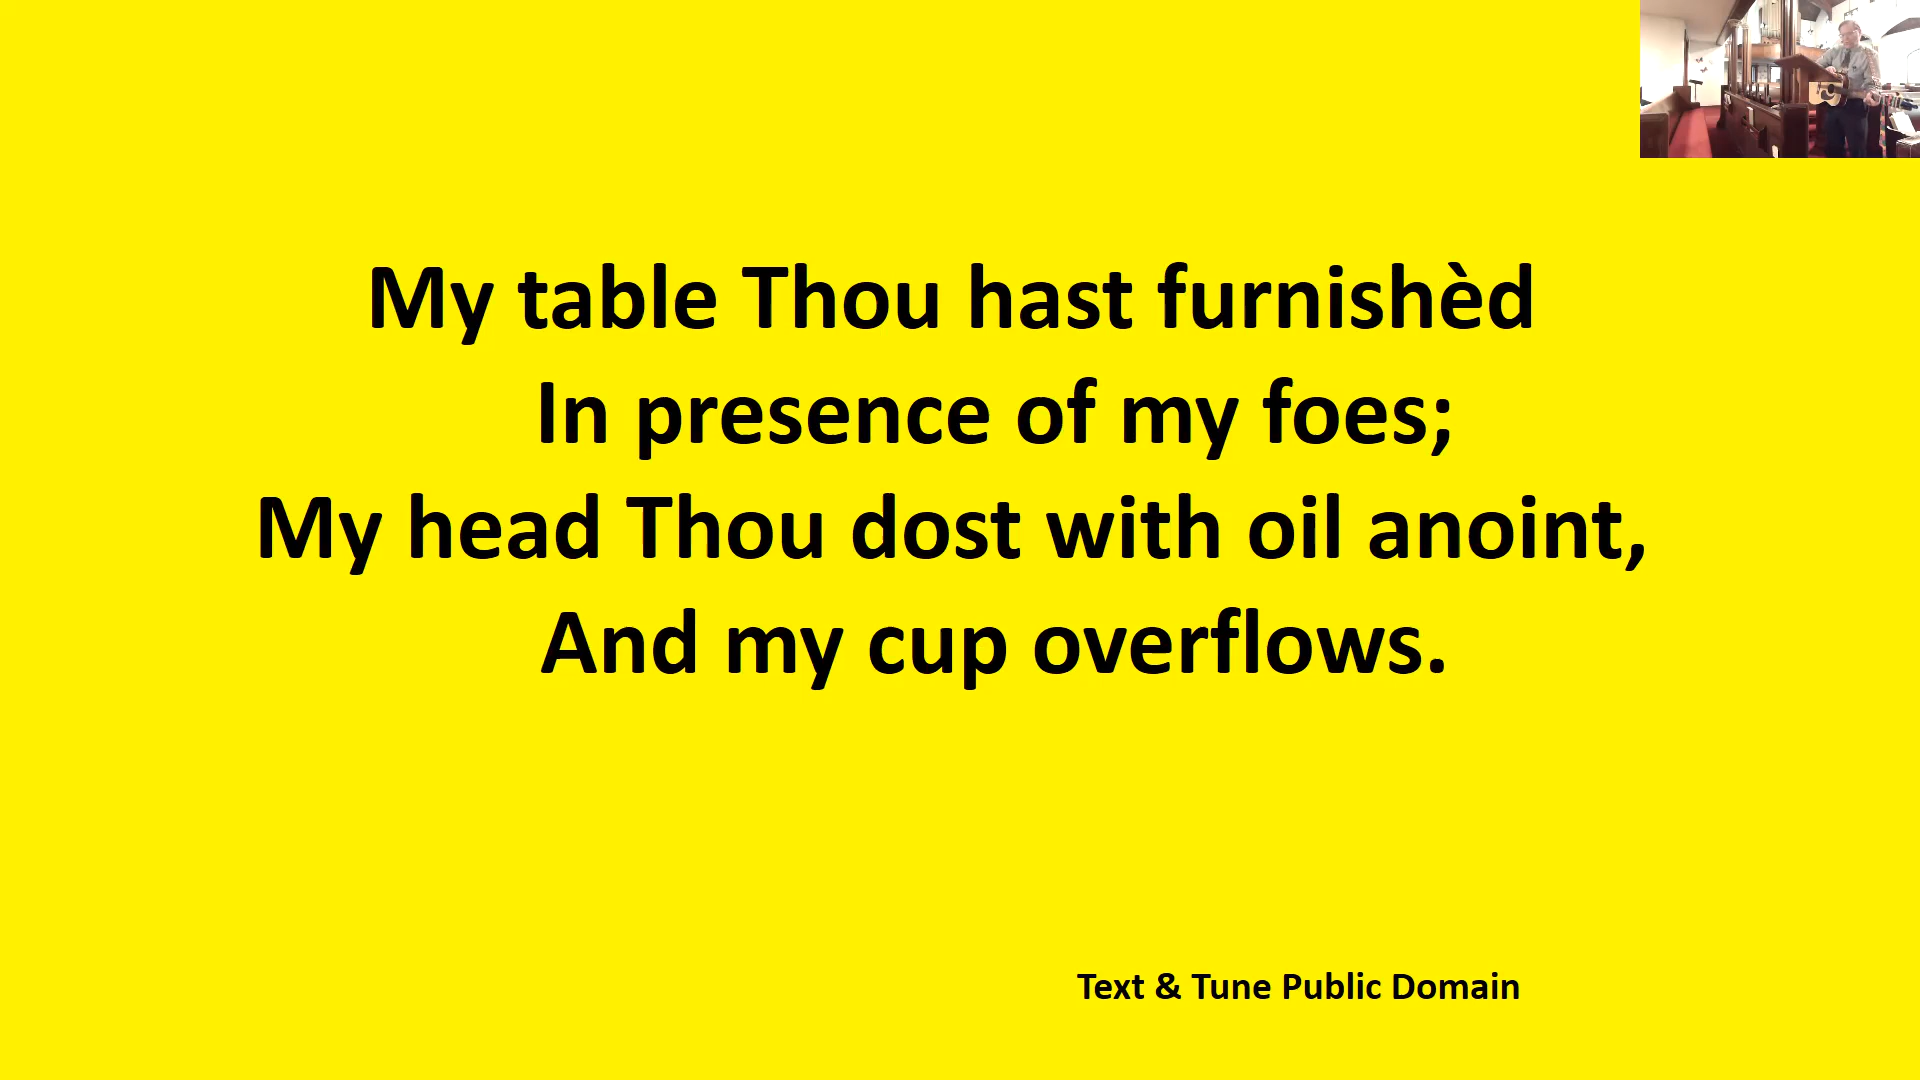 My table Thou hast furnishèd
In presence of my foes;
My head Thou dost with oil anoint,
And my cup overflows.
Text & Tune Public Domain